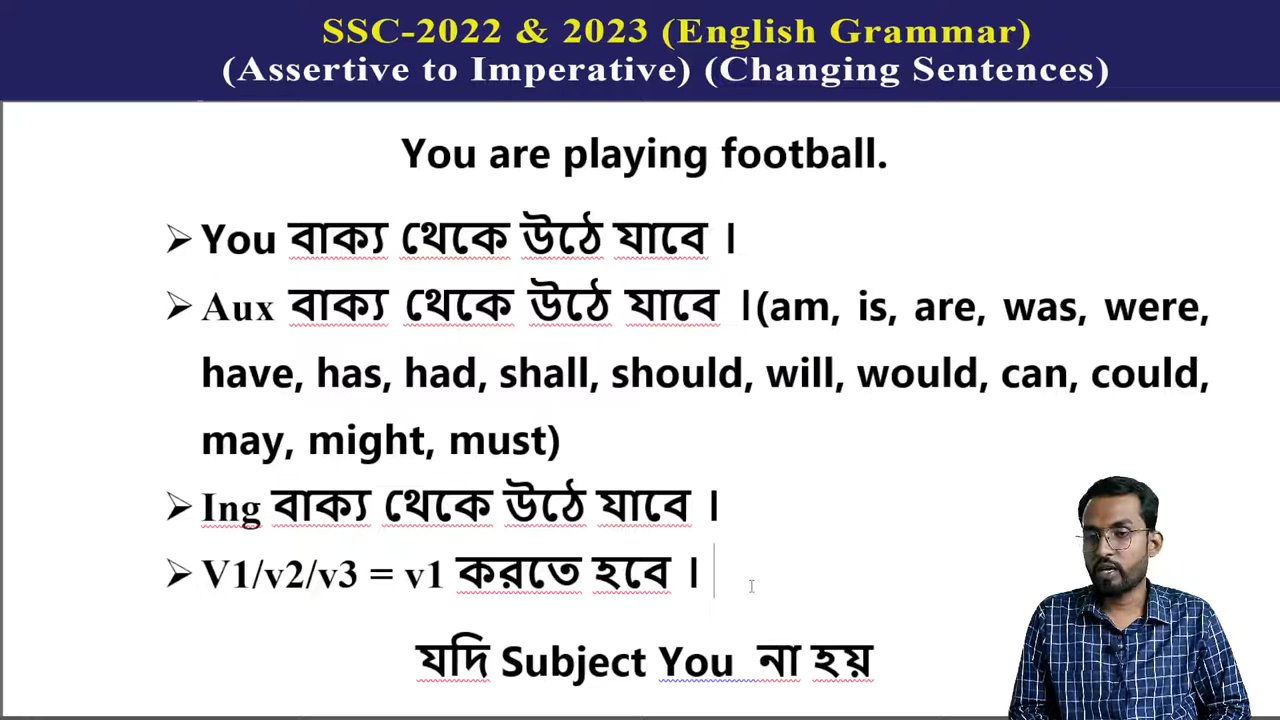 SSC-2022 & 2023 (English Grammar)
(Assertive to Imperative) (Changing Sentences)
You are playing football.
➢ You বাক্য থেকে উঠে যাবে ।
➢ Aux বাক্য থেকে উঠে যাবে ।(am, is, are, was, were,
have, has, had, shall, should, will, would, can, could,
may, might, must)
➢ Ing বাক্য থেকে উঠে যাবে ।
➢ V1/v2/v3 = v1 করতে হবে ।
যদি Subject You না হয়